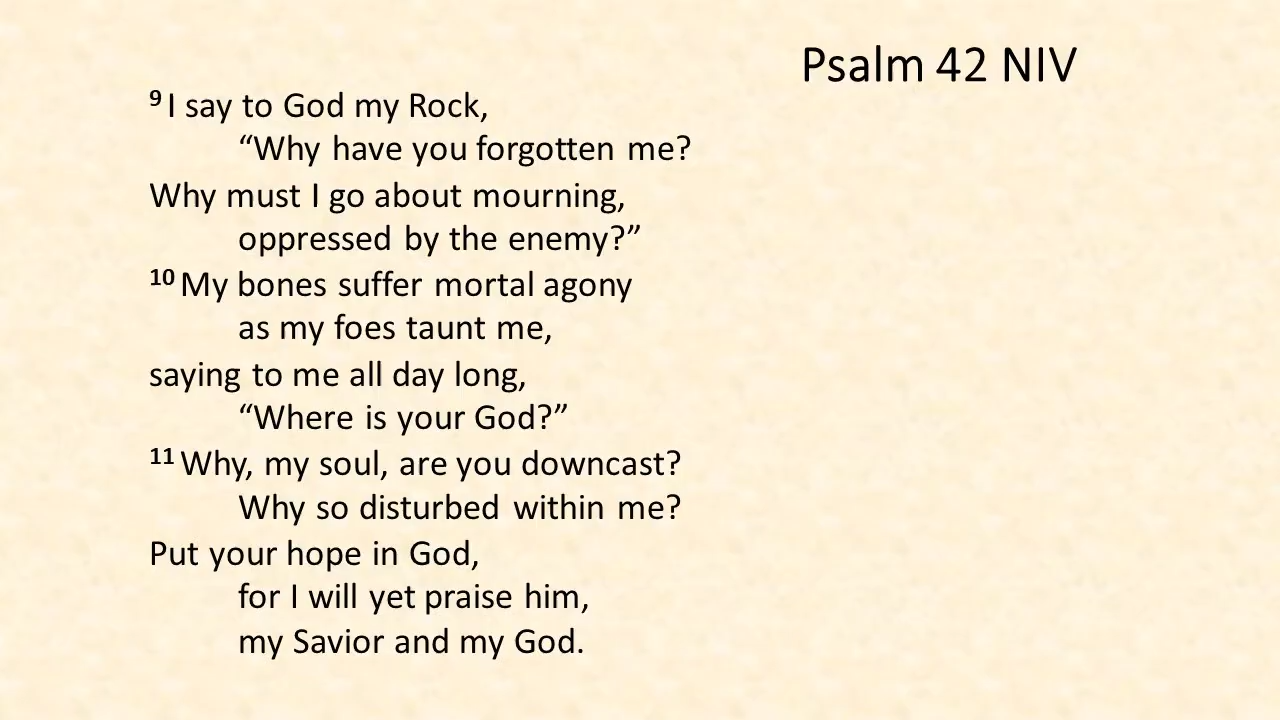 Psalm 42 NIV
9 I say to God my Rock,
“Why have you forgotten me?
Why must I go about mourning,
oppressed by the enemy?”
10 My bones suffer mortal agony
as my foes taunt me,
saying to me all day long,
“Where is your God?”
11 Why, my soul, are you downcast?
Why so disturbed within me?
Put your hope in God,
for I will yet praise him,
my Savior and my God.